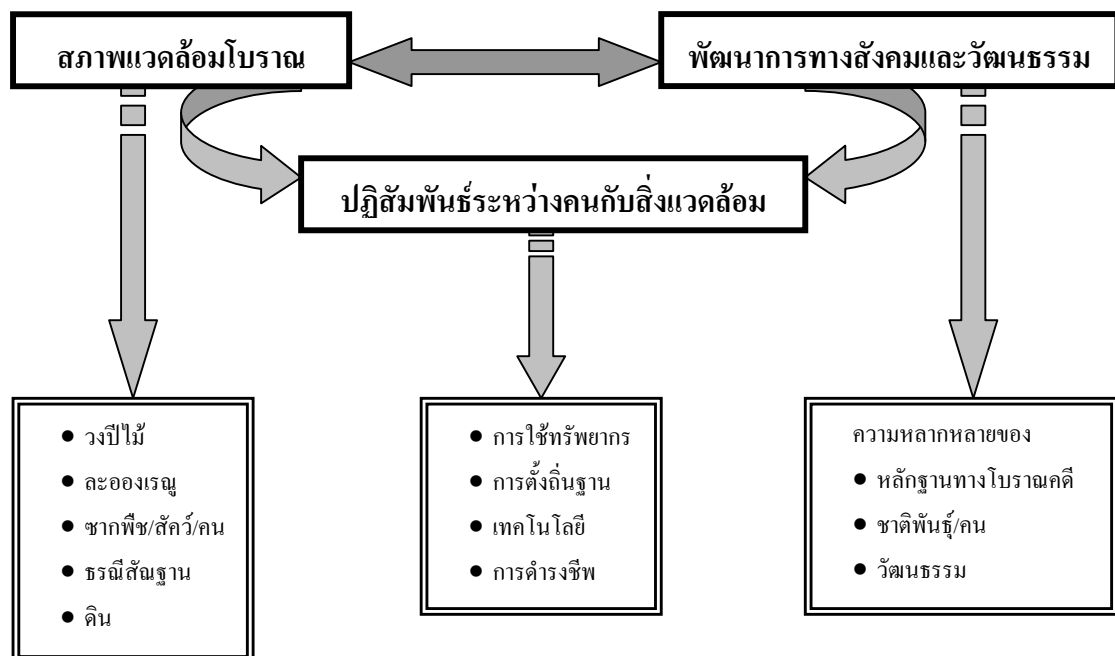 สภาพแวดล้อมโบราณ
พัฒนาการทางสังคมและวัฒนธรรม
ปฏิสัมพันธ์ระหว่างคนกับสิ่งแวดล้อม
● วงปีไม้
● ละอองเรณู
● ซากพืช/สัคว์/คน
● ธรณีสัณฐาน
● ดิน
● การใช้ทรัพยากร
● การตั้งถิ่นฐาน
● เทคโนโลยี
● การดำรงชีพ
ความหลากหลายของ
● หลักฐานทางโบราณคดี
● ชาติพันธุ์/คน
● วัฒนธรรม